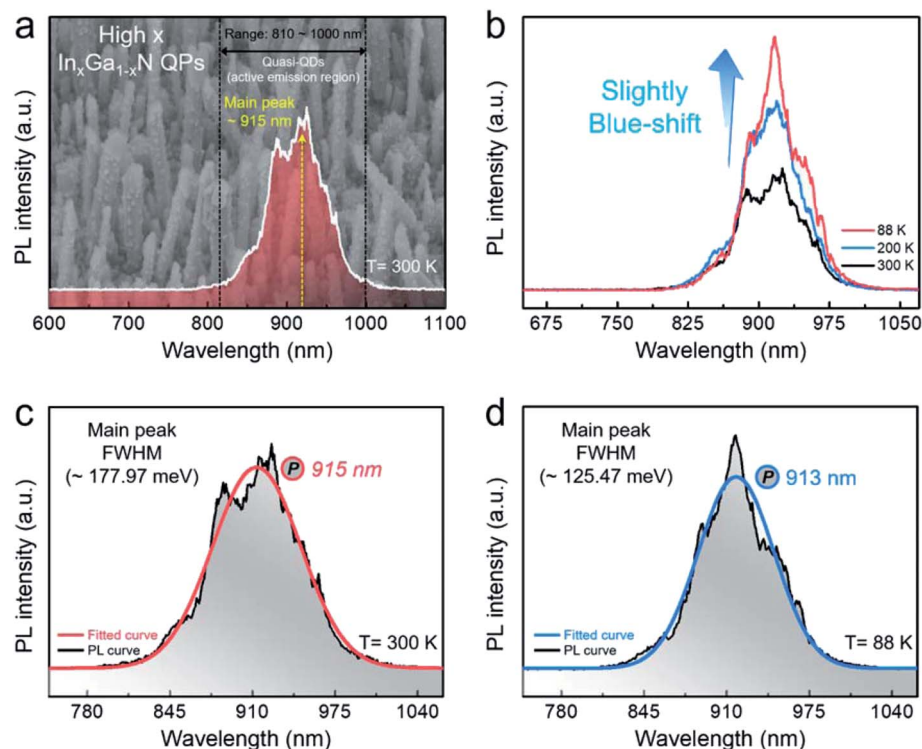 a
High x
InₓGa₁₋ₓN QPs
Range: 810 ~ 1000 nm
Quasi-QDs
(active emission region)
Main peak
~ 915 nm
T= 300 K
PL intensity (a.u.)
600 700 800 900 1000 1100
Wavelength (nm)
b
Slightly
Blue-shift
88 K
200 K
300 K
PL intensity (a.u.)
675 750 825 900 975 1050
Wavelength (nm)
c
Main peak
FWHM
(~ 177.97 meV)
P 915 nm
Fitted curve
PL curve
T= 300 K
PL intensity (a.u.)
780 845 910 975 1040
Wavelength (nm)
d
Main peak
FWHM
(~ 125.47 meV)
P 913 nm
Fitted curve
PL curve
T= 88 K
PL intensity (a.u.)
780 845 910 975 1040
Wavelength (nm)